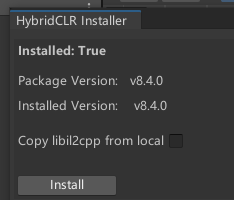 HybridCLR Installer
Installed: True
Package Version: v8.4.0
Installed Version: v8.4.0
Copy libil2cpp from local
Install